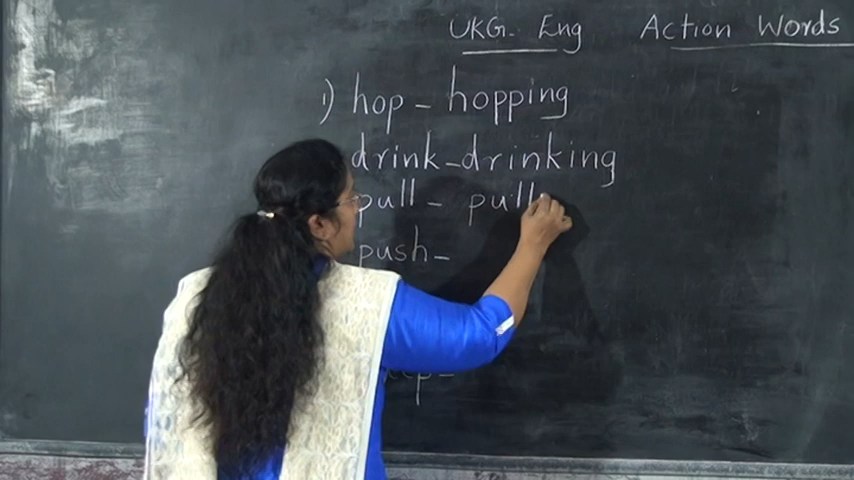 UKG. Eng Action Words
1) hop - hopping
drink - drinking
pull - pull
push -